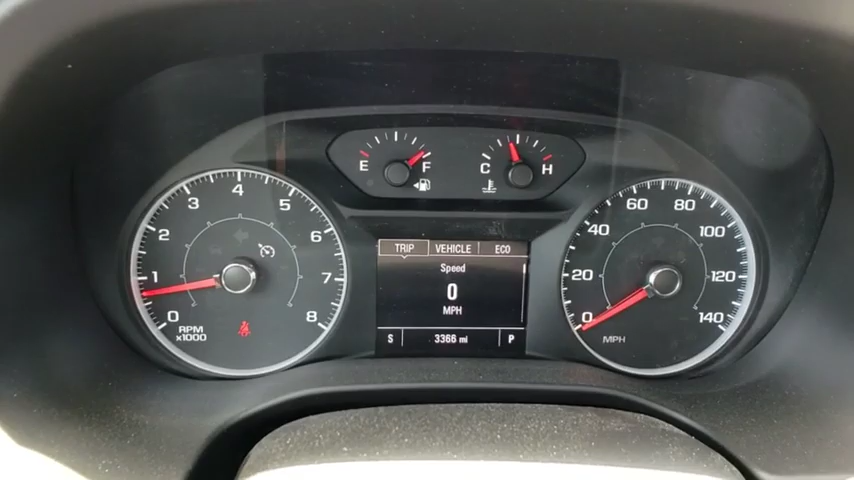 E F
C H
0 1 2 3 4 5 6 7 8
RPM
x1000
TRIP VEHICLE ECO
Speed
0
MPH
S 3366 mi P
0 20 40 60 80 100 120 140
MPH